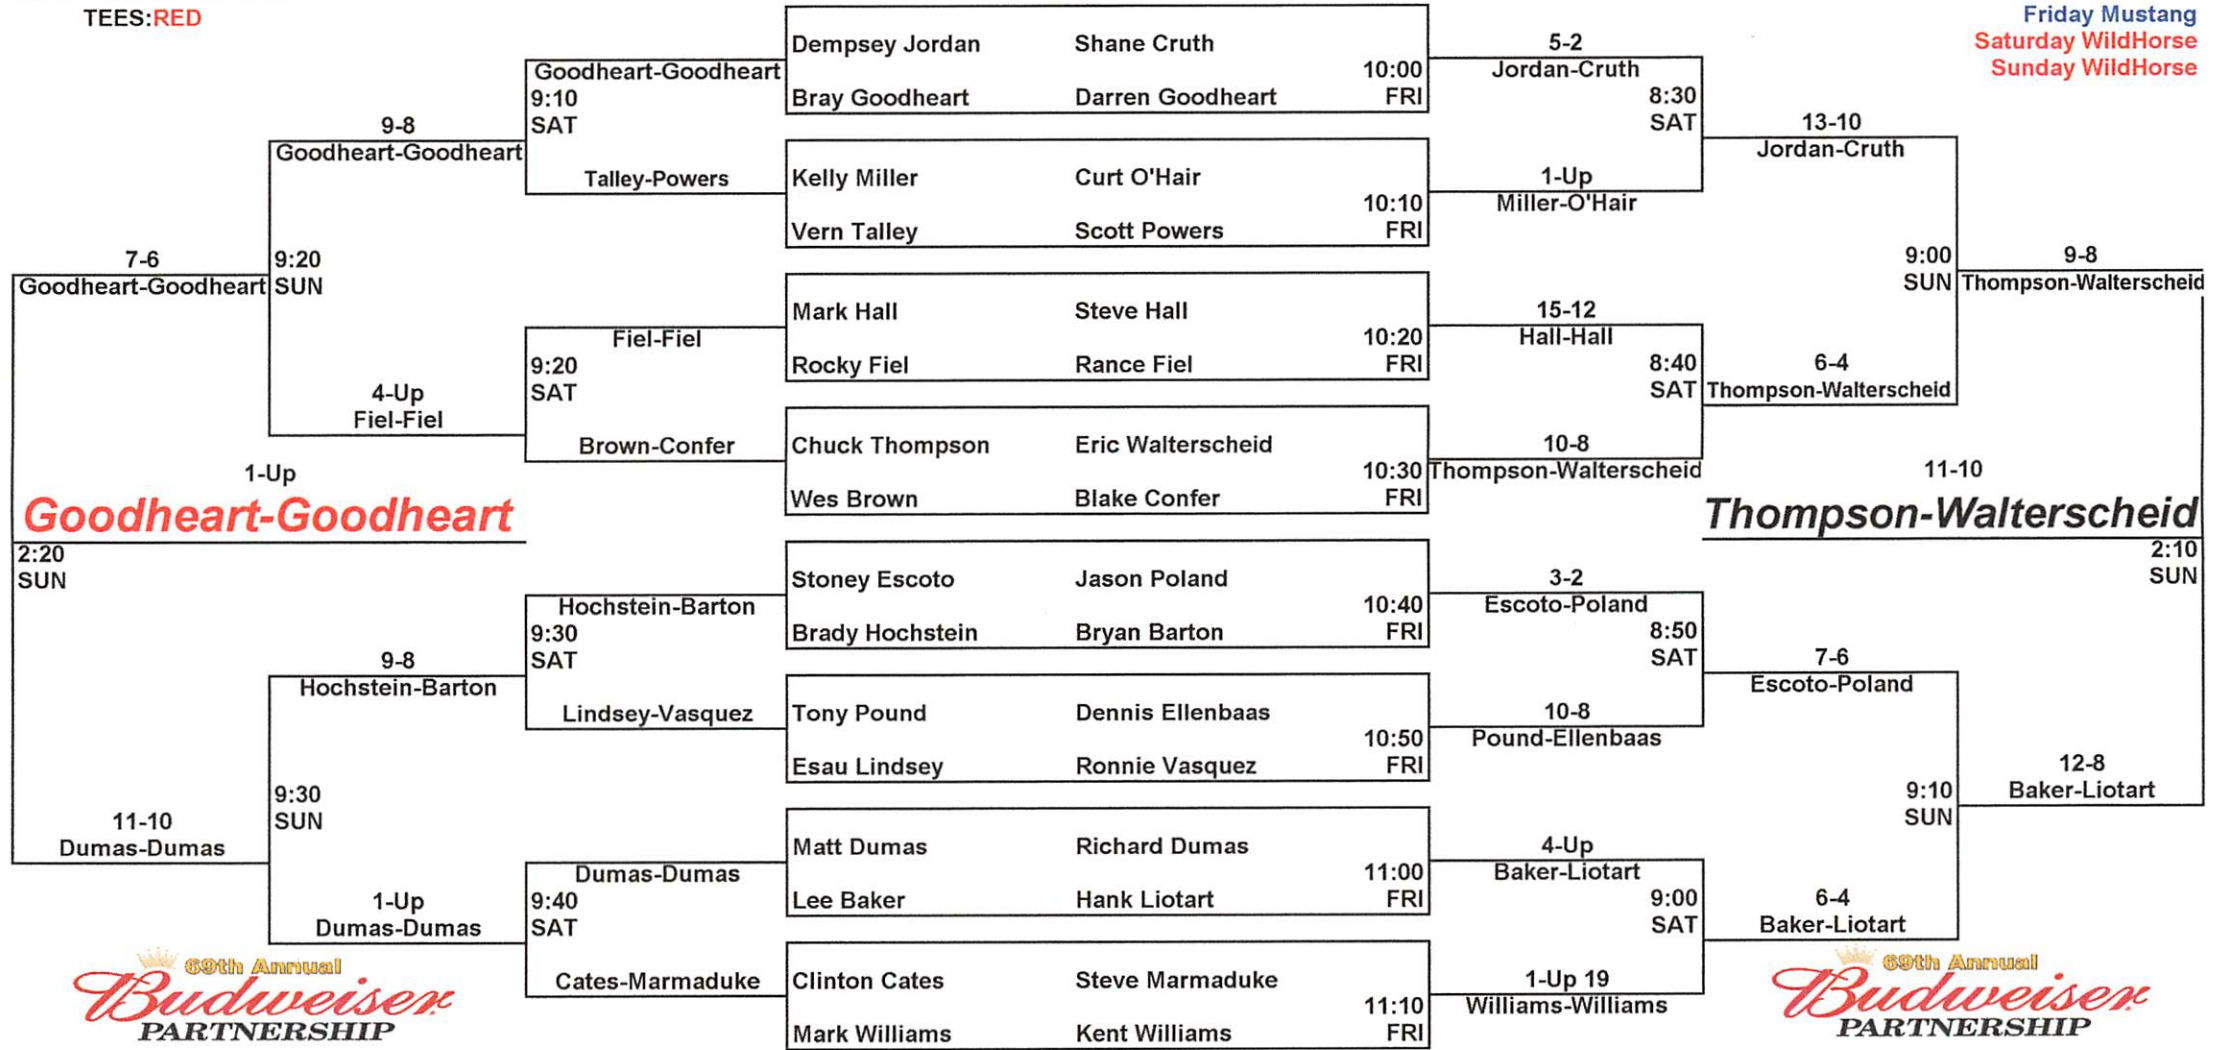 TEES:RED
Friday Mustang
Saturday WildHorse
Sunday WildHorse
Dempsey Jordan Shane Cruth
10:00
Bray Goodheart Darren Goodheart FRI
Kelly Miller Curt O'Hair
10:10
Vern Talley Scott Powers FRI
Mark Hall Steve Hall
10:20
Rocky Fiel Rance Fiel FRI
Chuck Thompson Eric Walterscheid
10:30
Wes Brown Blake Confer FRI
Stoney Escoto Jason Poland
10:40
Brady Hochstein Bryan Barton FRI
Tony Pound Dennis Ellenbaas
10:50
Esau Lindsey Ronnie Vasquez FRI
Matt Dumas Richard Dumas
11:00
Lee Baker Hank Liotart FRI
Clinton Cates Steve Marmaduke
11:10
Mark Williams Kent Williams FRI
Goodheart-Goodheart
9:10
SAT
Talley-Powers
Fiel-Fiel
9:20
SAT
Brown-Confer
Hochstein-Barton
9:30
SAT
Lindsey-Vasquez
Dumas-Dumas
9:40
SAT
Cates-Marmaduke
9-8
Goodheart-Goodheart
9:20
SUN
4-Up
Fiel-Fiel
9-8
Hochstein-Barton
9:30
SUN
1-Up
Dumas-Dumas
7-6
Goodheart-Goodheart
1-Up
Goodheart-Goodheart
2:20
SUN
11-10
Dumas-Dumas
5-2
Jordan-Cruth
8:30
SAT
1-Up
Miller-O'Hair
15-12
Hall-Hall
8:40
SAT
10-8
Thompson-Walterscheid
3-2
Escoto-Poland
8:50
SAT
10-8
Pound-Ellenbaas
4-Up
Baker-Liotart
9:00
SAT
1-Up 19
Williams-Williams
13-10
Jordan-Cruth
9:00
SUN
6-4
Thompson-Walterscheid
7-6
Escoto-Poland
9:10
SUN
6-4
Baker-Liotart
9-8
Thompson-Walterscheid
11-10
Thompson-Walterscheid
2:10
SUN
12-8
Baker-Liotart
69th Annual
Budweiser
PARTNERSHIP
69th Annual
Budweiser
PARTNERSHIP